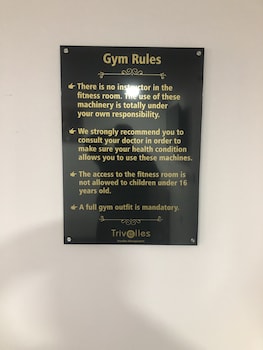 Gym Rules
There is no instructor in the
fitness room. The use of these
machinery is totally under
your own responsibility.
We strongly recommend you to
consult your doctor in order to
make sure your health condition
allows you to use these machines.
The access to the fitness room is
not allowed to children under 16
years old.
A full gym outfit is mandatory.